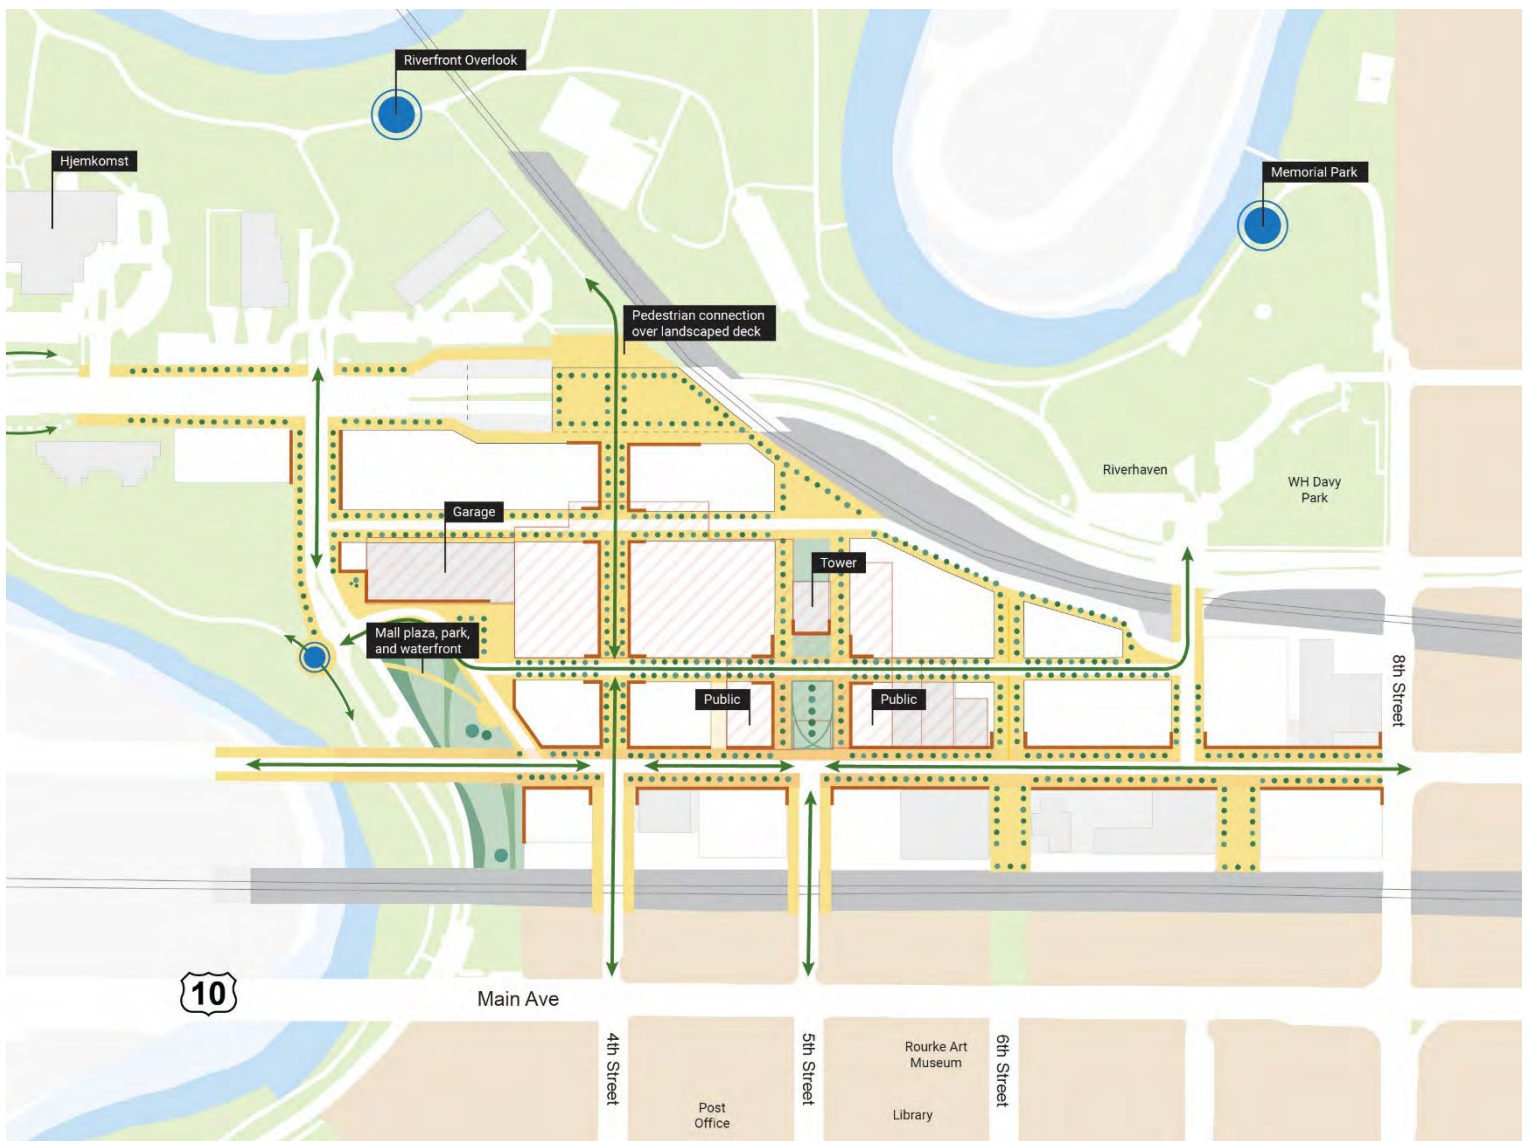 Riverfront Overlook
Hjemkomst
Memorial Park
Pedestrian connection
over landscaped deck
Riverhaven
WH Davy
Park
Garage
Tower
Mall plaza, park,
and waterfront
Public
Public
8th Street
10
Main Ave
4th Street
5th Street
6th Street
Rourke Art
Museum
Post
Office
Library